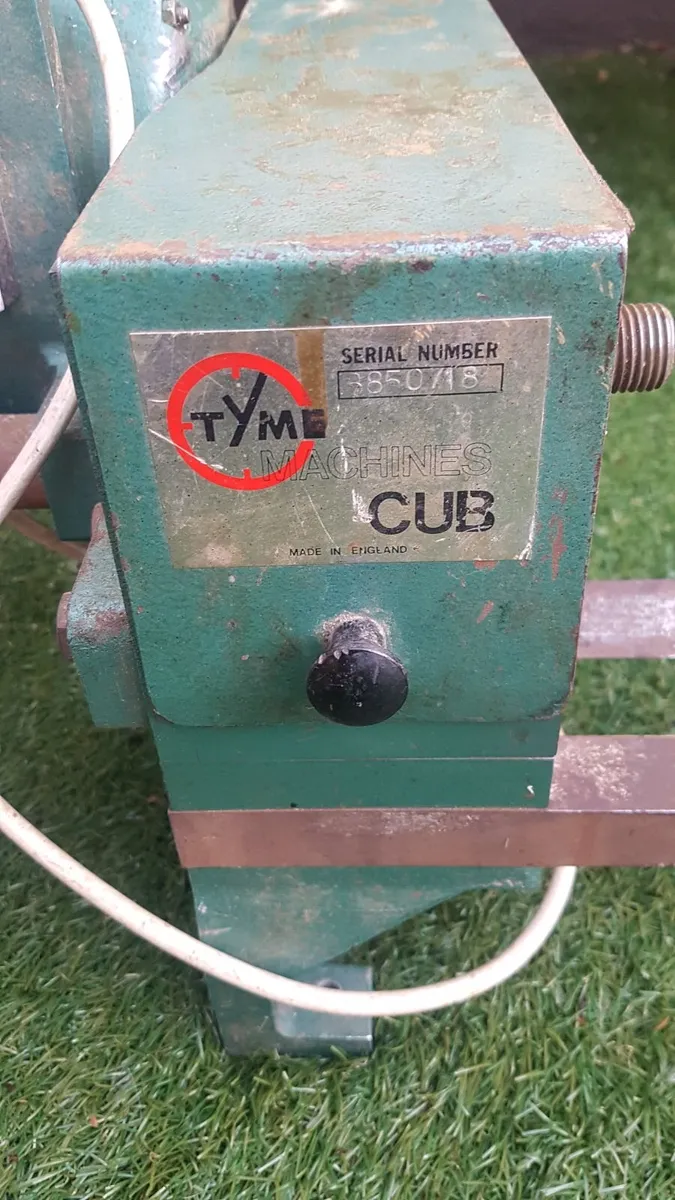 TYME
SERIAL NUMBER
MACHINES
CUB
MADE IN ENGLAND